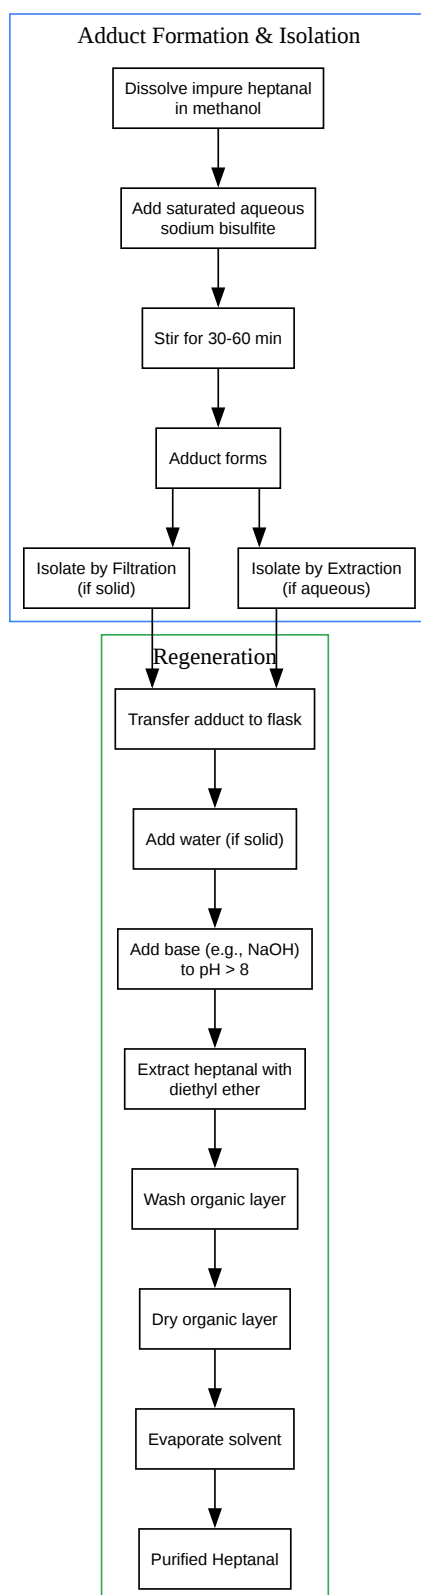 Adduct Formation & Isolation
Dissolve impure heptanal
in methanol
Add saturated aqueous
sodium bisulfite
Stir for 30-60 min
Adduct forms
Isolate by Filtration
(if solid)
Isolate by Extraction
(if aqueous)
Regeneration
Transfer adduct to flask
Add water (if solid)
Add base (e.g., NaOH)
to pH > 8
Extract heptanal with
diethyl ether
Wash organic layer
Dry organic layer
Evaporate solvent
Purified Heptanal